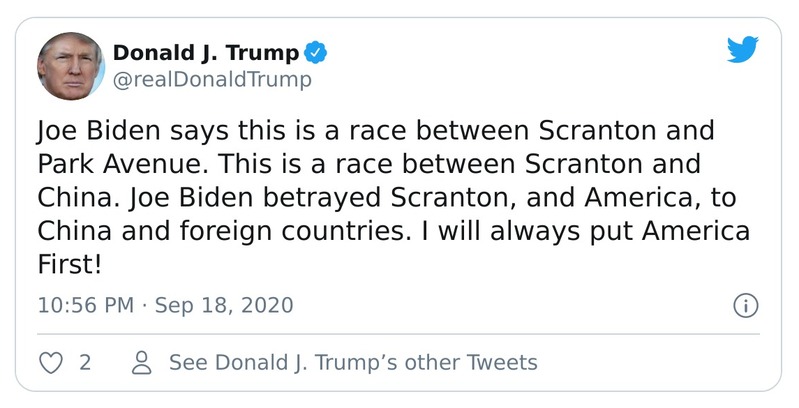 Donald J. Trump
@realDonaldTrump
Joe Biden says this is a race between Scranton and
Park Avenue. This is a race between Scranton and
China. Joe Biden betrayed Scranton, and America, to
China and foreign countries. I will always put America
First!
10:56 PM · Sep 18, 2020
2 See Donald J. Trump’s other Tweets